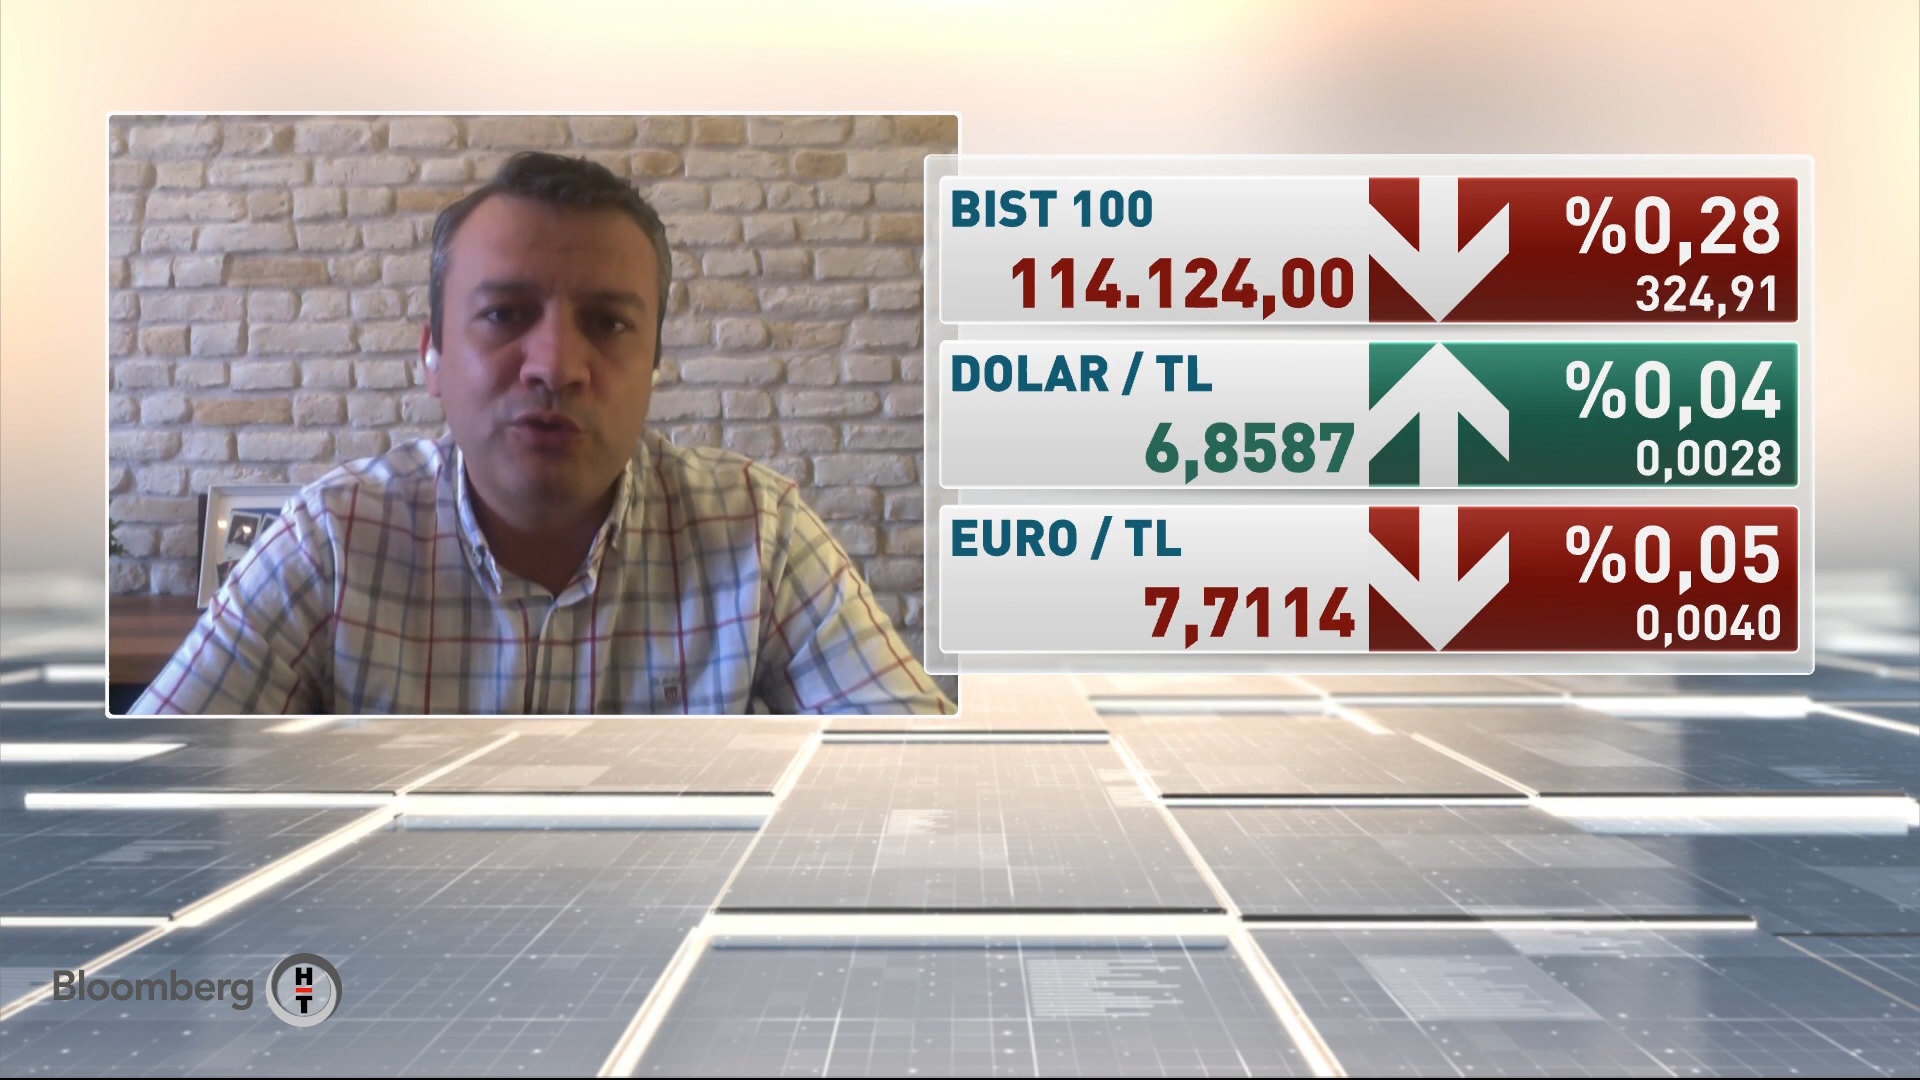 BIST 100
114.124,00
%0,28
324,91
DOLAR / TL
6,8587
%0,04
0,0028
EURO / TL
7,7114
%0,05
0,0040
Bloomberg HT